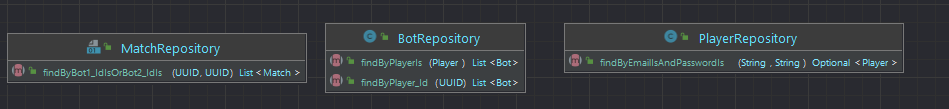 MatchRepository
findByBot1_IdIsOrBot2_IdIs (UUID, UUID) List <Match >
BotRepository
findByPlayerIs (Player ) List <Bot>
findByPlayer_Id (UUID) List <Bot>
PlayerRepository
findByEmailIsAndPasswordIs (String , String ) Optional <Player >